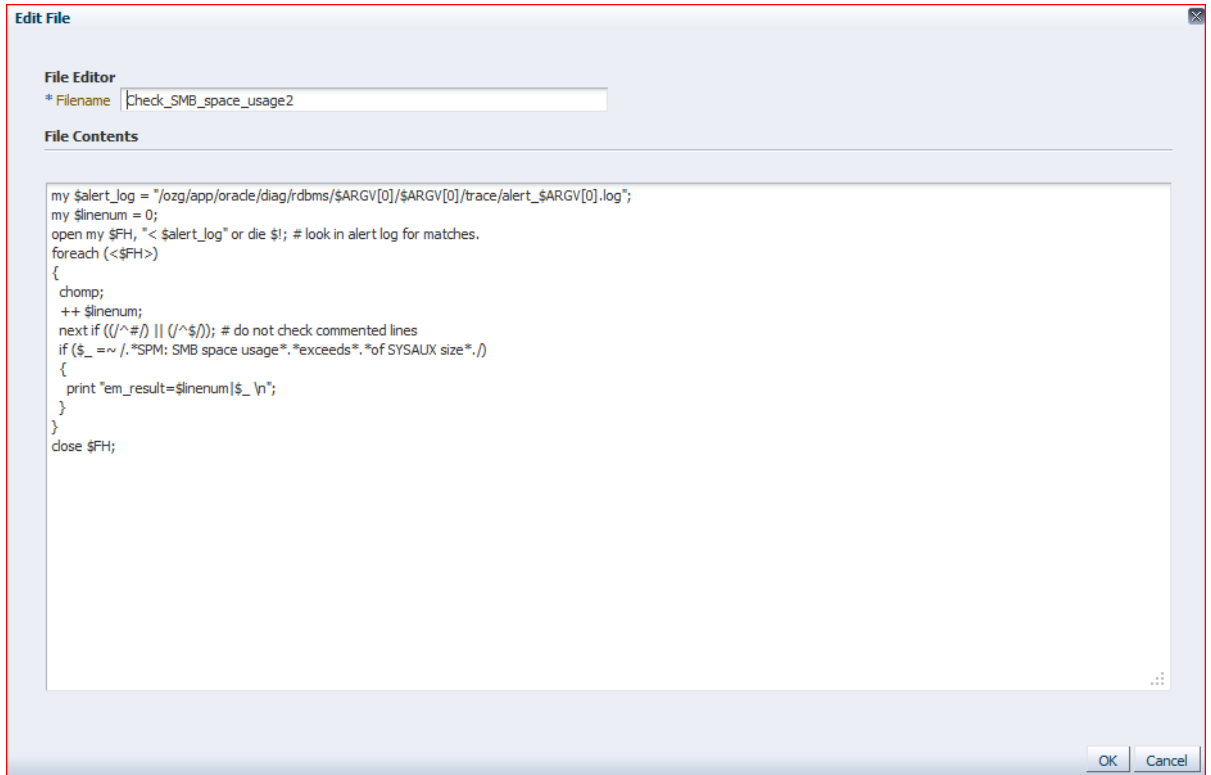 Edit File
File Editor
* Filename Check_SMB_space_usage2
File Contents
my $alert_log = "/ozg/app/oracle/diag/rdbms/$ARGV[0]/$ARGV[0]/trace/alert_$ARGV[0].log";
my $linenum = 0;
open my $FH, "< $alert_log" or die $!; # look in alert log for matches.
foreach (<$FH>)
{
  chomp;
  ++ $linenum;
  next if ((/^#/) || (/^$/)); # do not check commented lines
  if ($_ =~ /.*SPM: SMB space usage*.*exceeds*.*of SYSAUX size*./)
  {
    print "em_result=$linenum|$_ \n";
  }
}
close $FH;
OK Cancel